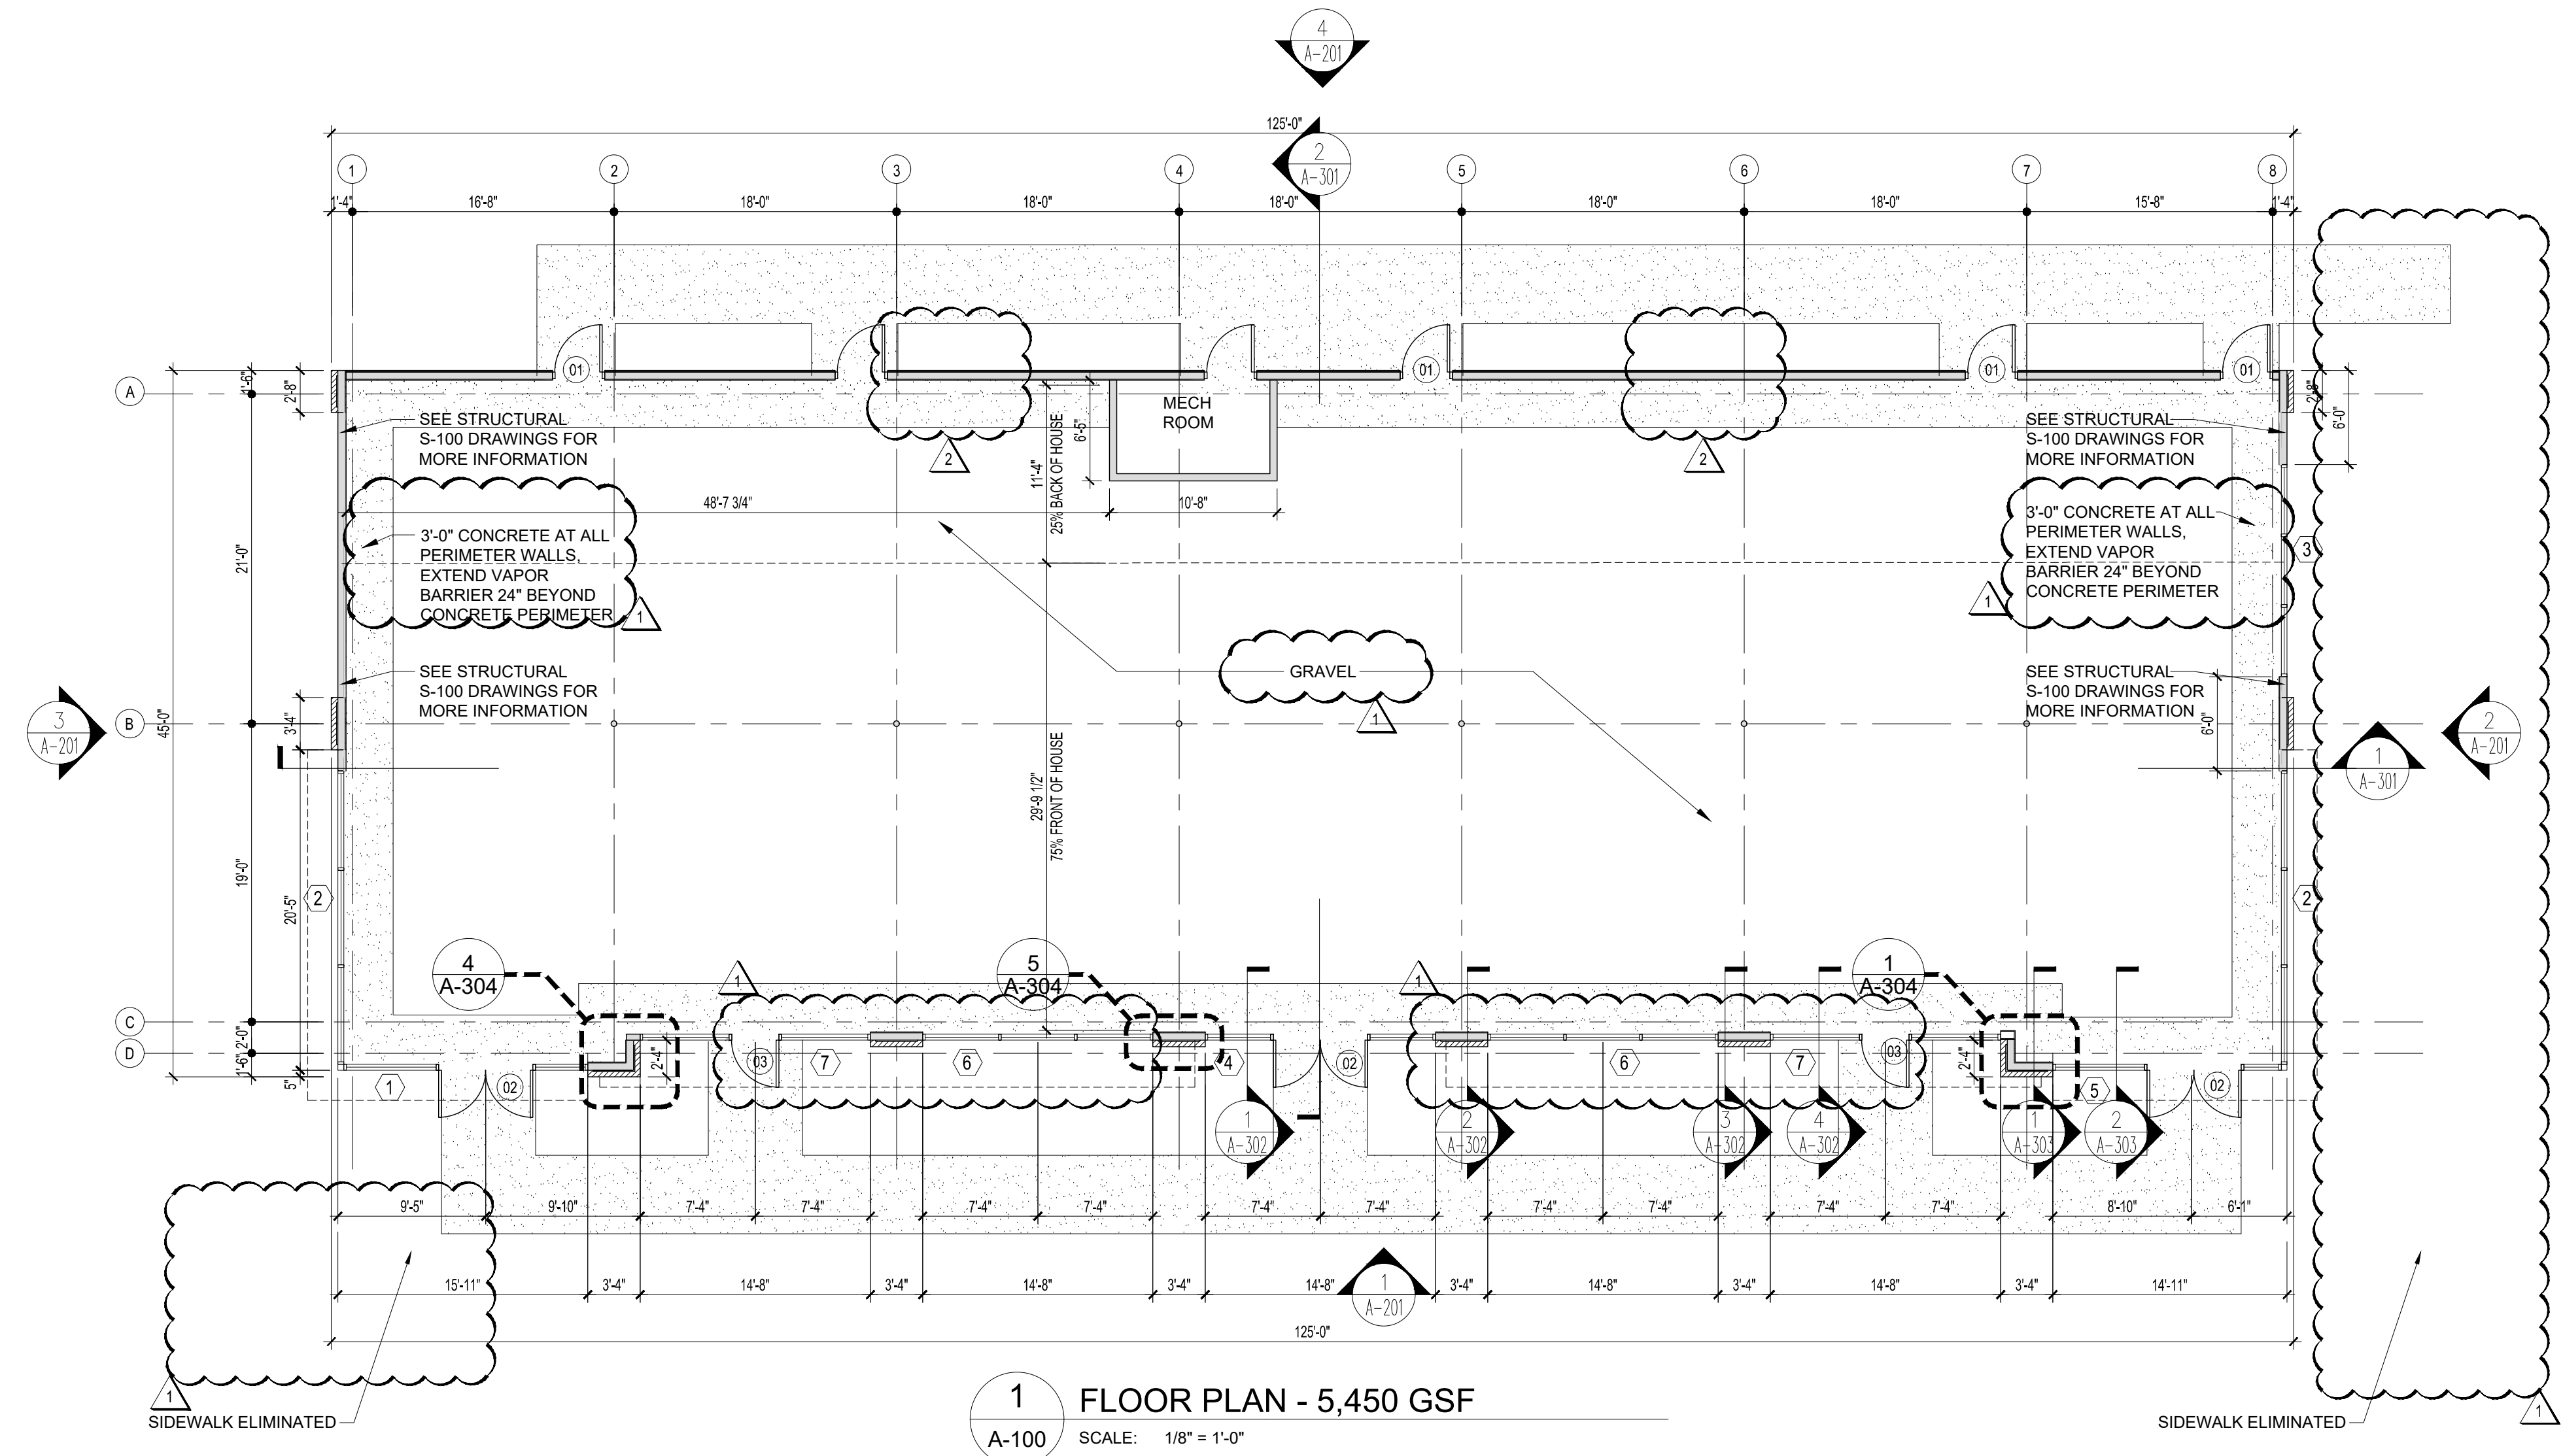 4
A-201
125'-0"
2
A-301
1
2
3
4
5
6
7
8
1'-4"
16'-8"
18'-0"
18'-0"
18'-0"
18'-0"
18'-0"
15'-8"
1'-4"
A
1'-6"
2'-8"
01
01
01
01
MECH
ROOM
2'-8"
6'-0"
SEE STRUCTURAL
S-100 DRAWINGS FOR
MORE INFORMATION
2
11'-4"
25% BACK OF HOUSE
6'-5"
2
SEE STRUCTURAL
S-100 DRAWINGS FOR
MORE INFORMATION
48'-7 3/4"
10'-8"
3'-0" CONCRETE AT ALL
PERIMETER WALLS,
EXTEND VAPOR
BARRIER 24" BEYOND
CONCRETE PERIMETER
1
3'-0" CONCRETE AT ALL
PERIMETER WALLS,
EXTEND VAPOR
BARRIER 24" BEYOND
CONCRETE PERIMETER
1
3
21'-0"
SEE STRUCTURAL
S-100 DRAWINGS FOR
MORE INFORMATION
GRAVEL
1
SEE STRUCTURAL
S-100 DRAWINGS FOR
MORE INFORMATION
3
A-201
B
45'-0"
3'-4"
6'-0"
1
A-301
2
A-201
29'-9 1/2"
75% FRONT OF HOUSE
19'-0"
20'-5"
2
2
4
A-304
1
5
A-304
1
1
A-304
C
D
2'-0"
1'-6"
5"
1
02
2'-4"
03
7
6
4
02
6
7
03
2'-4"
5
02
1
A-302
2
A-302
3
A-302
4
A-302
1
A-303
2
A-303
9'-5"
9'-10"
7'-4"
7'-4"
7'-4"
7'-4"
7'-4"
7'-4"
7'-4"
7'-4"
7'-4"
7'-4"
8'-10"
6'-1"
15'-11"
3'-4"
14'-8"
3'-4"
14'-8"
3'-4"
14'-8"
3'-4"
14'-8"
3'-4"
14'-8"
3'-4"
14'-11"
1
A-201
125'-0"
1
SIDEWALK ELIMINATED
1
A-100
FLOOR PLAN - 5,450 GSF
SCALE: 1/8" = 1'-0"
SIDEWALK ELIMINATED
1